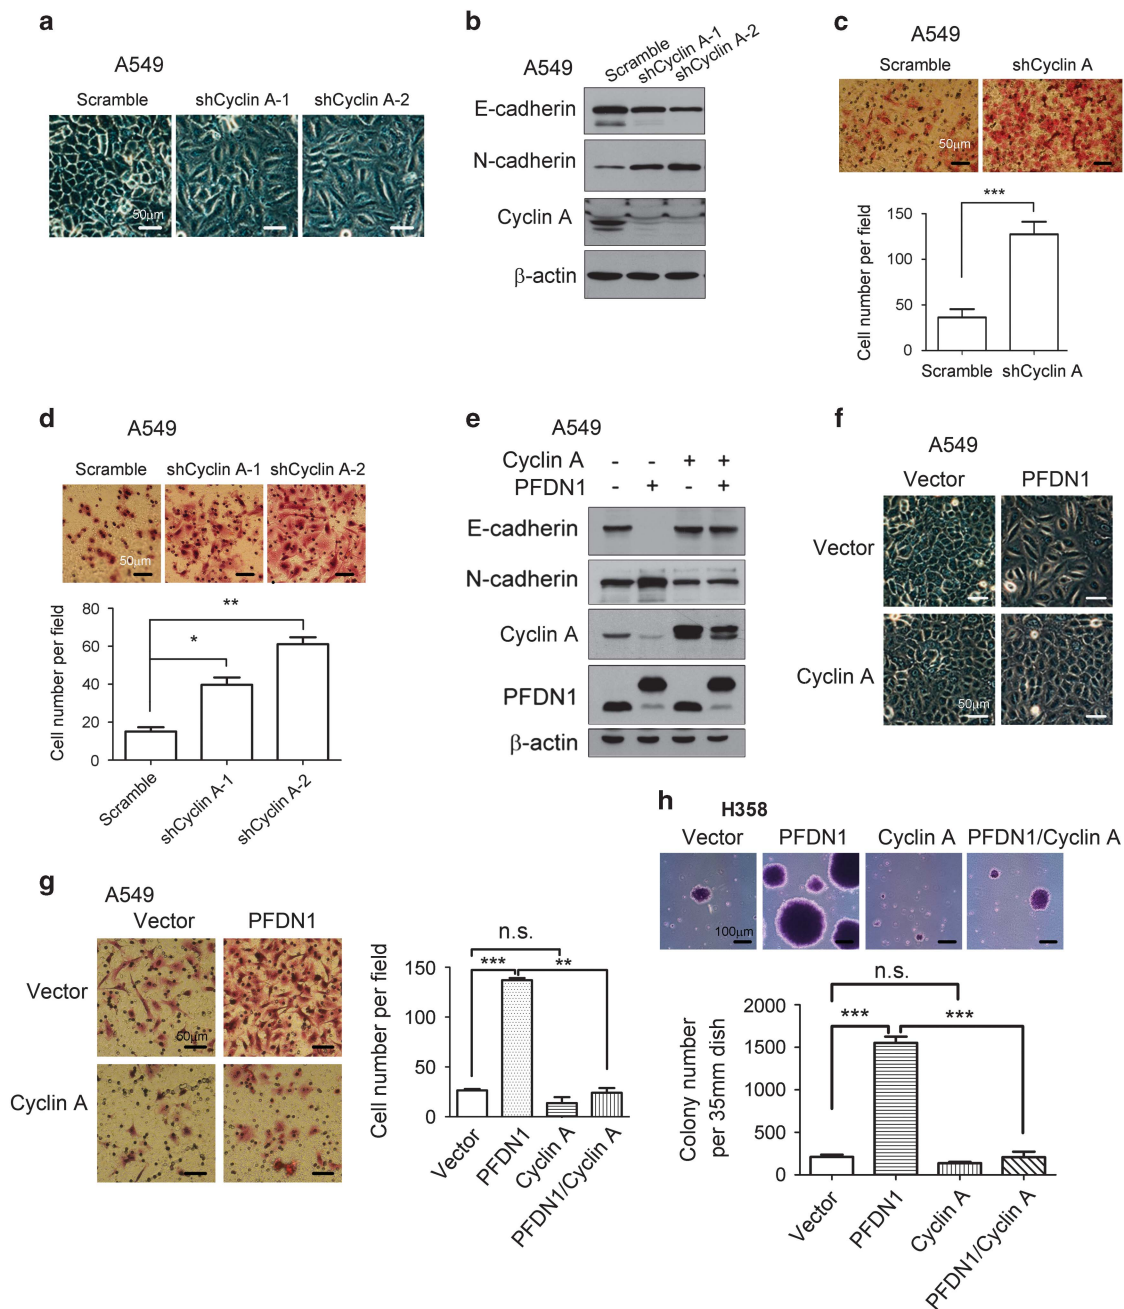 a
A549
Scramble shCyclin A-1 shCyclin A-2
50μm
b
A549
Scramble
shCyclin A-1
shCyclin A-2
E-cadherin
N-cadherin
Cyclin A
β-actin
c
A549
Scramble shCyclin A
50μm
***
Cell number per field
150
100
50
0
Scramble shCyclin A
d
A549
Scramble shCyclin A-1 shCyclin A-2
50μm
Cell number per field
80
60
40
20
0
**
*
Scramble
shCyclin A-1
shCyclin A-2
e
A549
Cyclin A - - + +
PFDN1 - + - +
E-cadherin
N-cadherin
Cyclin A
PFDN1
β-actin
f
A549
Vector PFDN1
Vector
Cyclin A
50μm
g
A549
Vector PFDN1
Vector
50μm
Cyclin A
Cell number per field
150
100
50
0
n.s.
*** **
Vector
PFDN1
Cyclin A
PFDN1/Cyclin A
h
H358
Vector PFDN1 Cyclin A PFDN1/Cyclin A
100μm
Colony number
per 35mm dish
2000
1500
1000
500
0
n.s.
*** ***
Vector
PFDN1
Cyclin A
PFDN1/Cyclin A